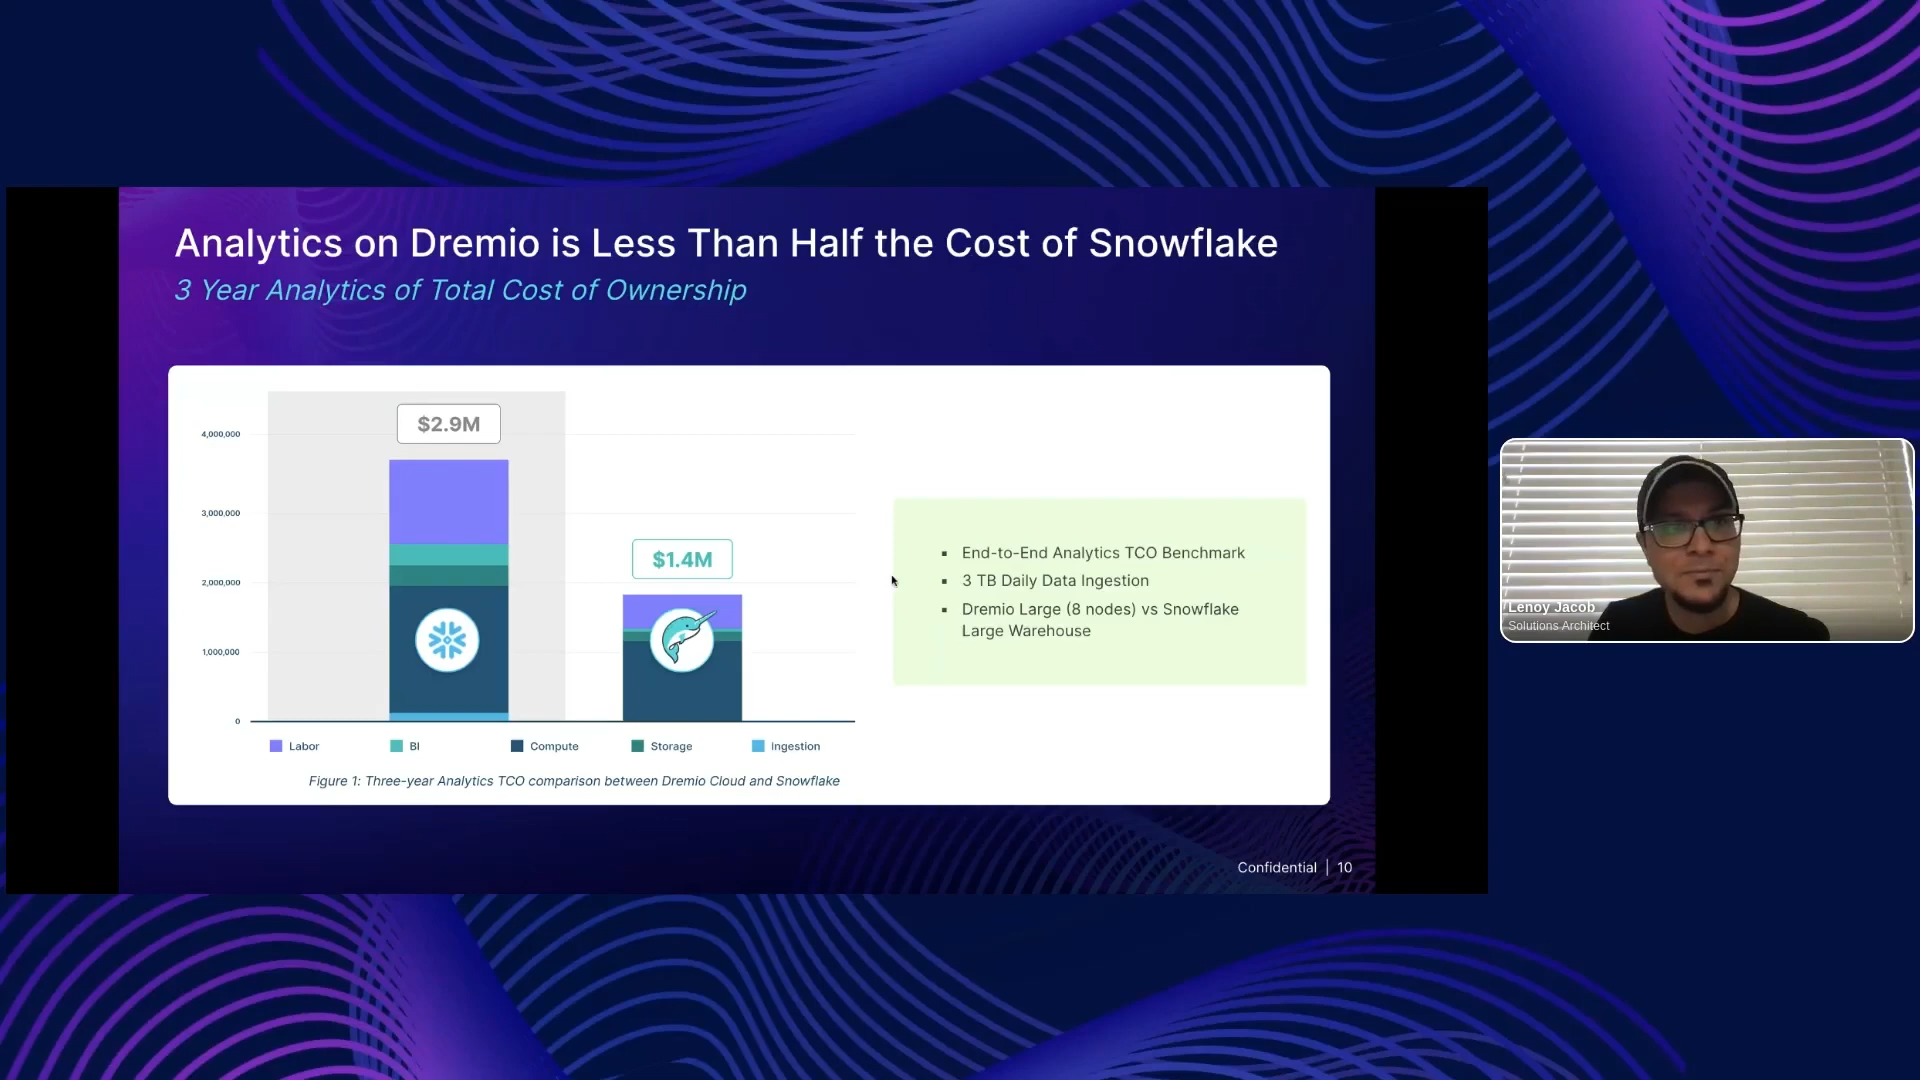 Analytics on Dremio is Less Than Half the Cost of Snowflake
3 Year Analytics of Total Cost of Ownership
$2.9M
$1.4M
4,000,000
3,000,000
2,000,000
1,000,000
0
Labor
BI
Compute
Storage
Ingestion
Figure 1: Three-year Analytics TCO comparison between Dremio Cloud and Snowflake
▪ End-to-End Analytics TCO Benchmark
▪ 3 TB Daily Data Ingestion
▪ Dremio Large (8 nodes) vs Snowflake
Large Warehouse
Confidential | 10
Lenoy Jacob
Solutions Architect